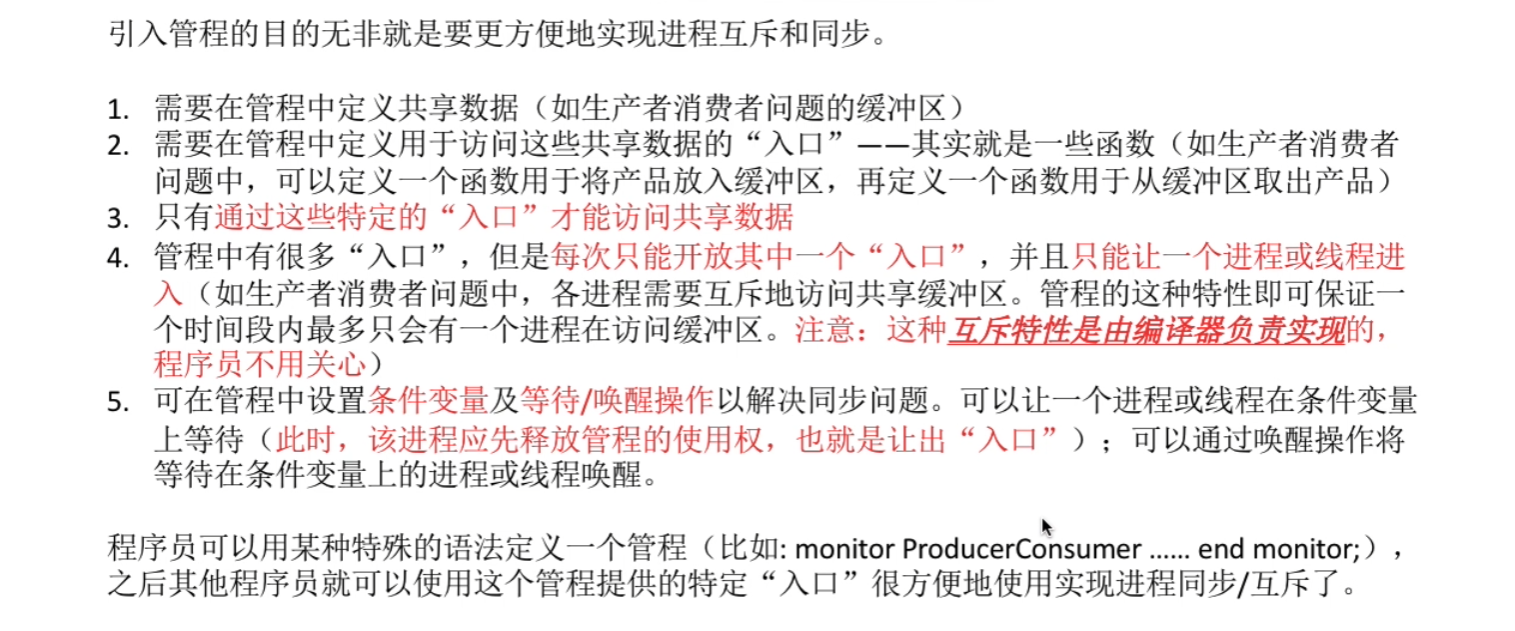 引入管程的目的无非就是要更方便地实现进程互斥和同步。
1. 需要在管程中定义共享数据（如生产者消费者问题的缓冲区）
2. 需要在管程中定义用于访问这些共享数据的“入口”——其实就是一些函数（如生产者消费者
问题中，可以定义一个函数用于将产品放入缓冲区，再定义一个函数用于从缓冲区取出产品）
3. 只有通过这些特定的“入口”才能访问共享数据
4. 管程中有很多“入口”，但是每次只能开放其中一个“入口”，并且只能让一个进程或线程进
入（如生产者消费者问题中，各进程需要互斥地访问共享缓冲区。管程的这种特性即可保证一
个时间段内最多只会有一个进程在访问缓冲区。注意：这种互斥特性是由编译器负责实现的，
程序员不用关心）
5. 可在管程中设置条件变量及等待/唤醒操作以解决同步问题。可以让一个进程或线程在条件变量
上等待（此时，该进程应先释放管程的使用权，也就是让出“入口”）；可以通过唤醒操作将
等待在条件变量上的进程或线程唤醒。
程序员可以用某种特殊的语法定义一个管程（比如: monitor ProducerConsumer …… end monitor;），
之后其他程序员就可以使用这个管程提供的特定“入口”很方便地使用实现进程同步/互斥了。